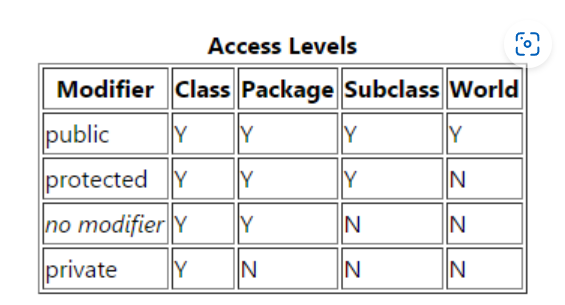 Access Levels
Modifier Class Package Subclass World
public Y Y Y Y
protected Y Y Y N
no modifier Y Y N N
private Y N N N